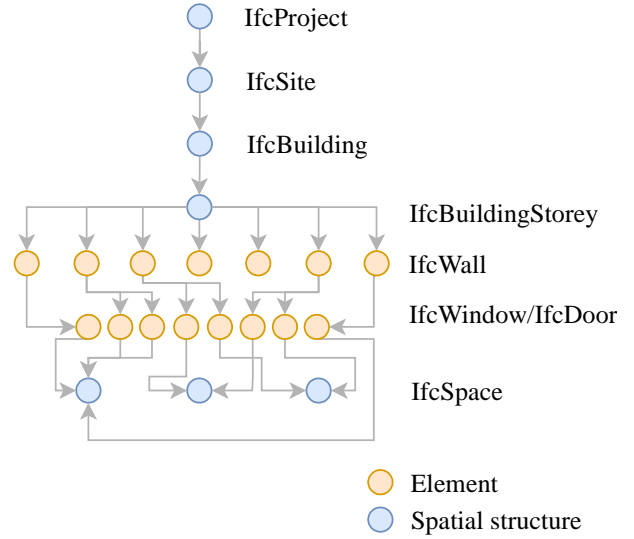 IfcProject
IfcSite
IfcBuilding
IfcBuildingStorey
IfcWall
IfcWindow/IfcDoor
IfcSpace
Element
Spatial structure